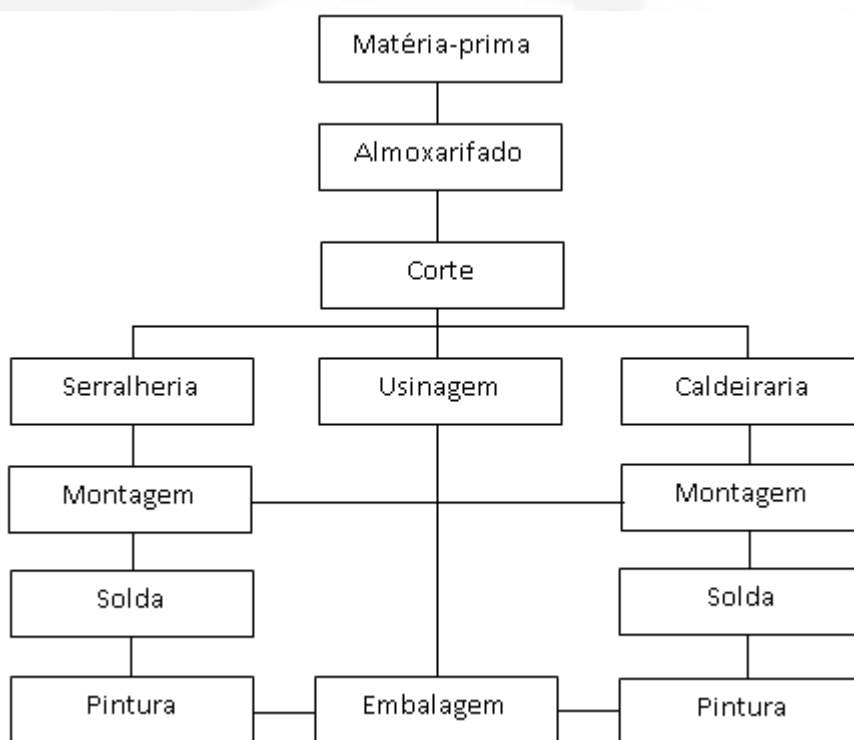 Matéria-prima
Almoxarifado
Corte
Serralheria
Usinagem
Caldeiraria
Montagem
Montagem
Solda
Solda
Pintura
Embalagem
Pintura